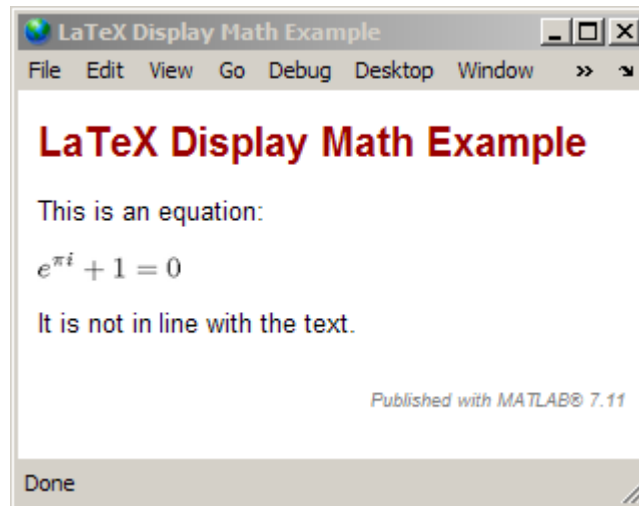 LaTeX Display Math Example
File Edit View Go Debug Desktop Window »
LaTeX Display Math Example
This is an equation:
e^{πi} + 1 = 0
It is not in line with the text.
Published with MATLAB® 7.11
Done